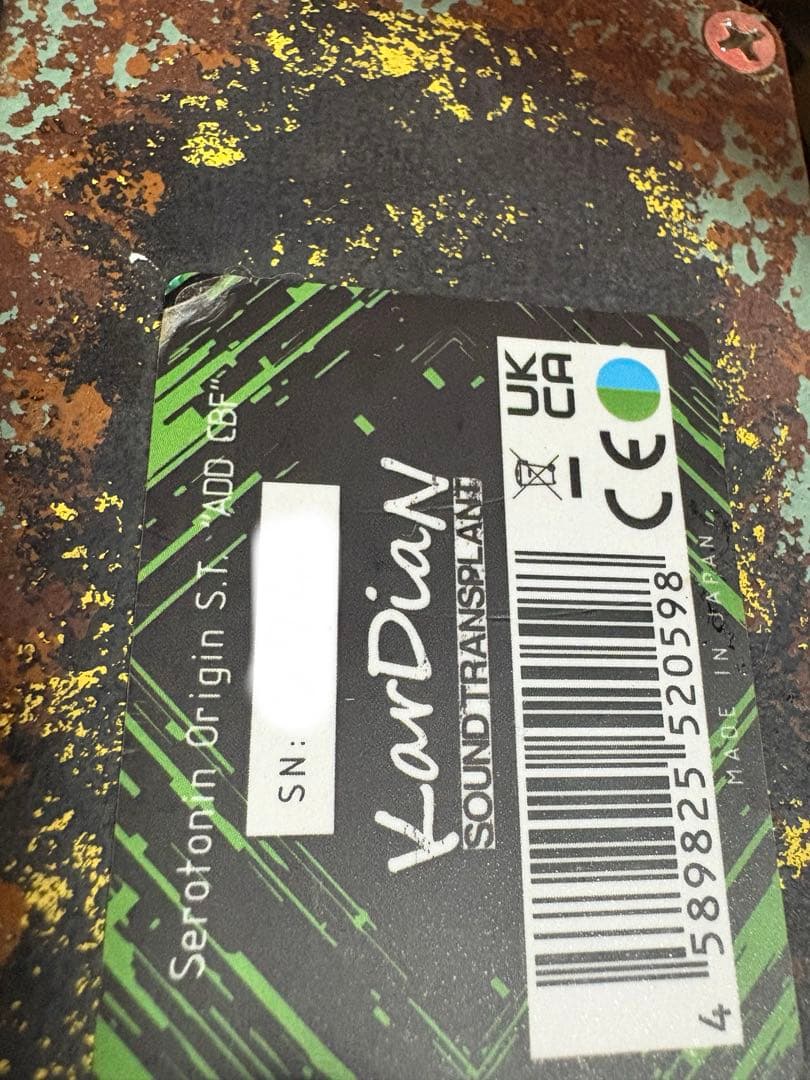 Serotonin Origin S.T. "ADD CBF"
SN:
KarDiaN
SOUND TRANSPLANT
UK
CA
CE
4 589825 520598
MADE IN JAPAN